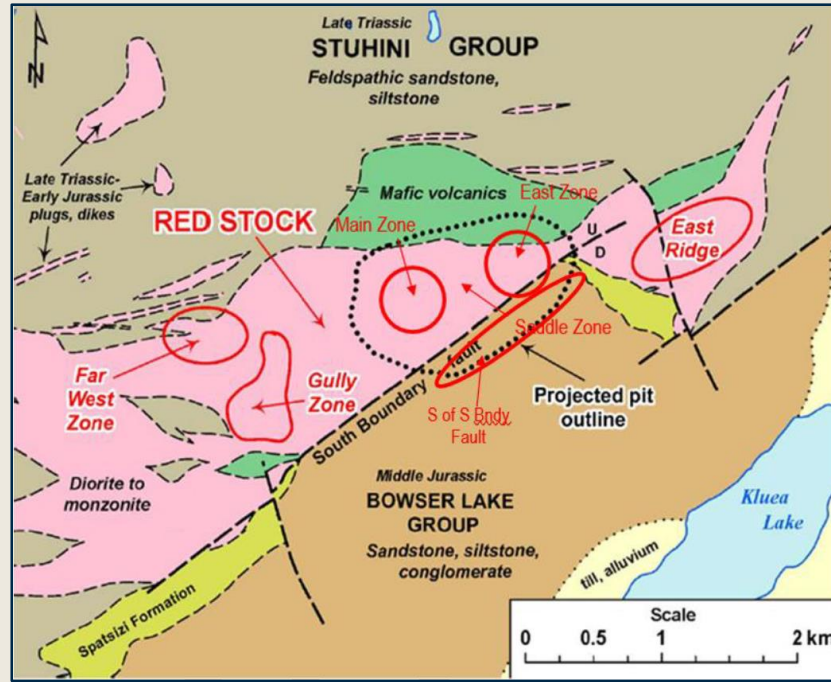 N
Late Triassic
STUHINI GROUP
Feldspathic sandstone,
siltstone
Late Triassic-
Early Jurassic
plugs, dikes
Mafic volcanics
East Zone
Main Zone
RED STOCK
U
D
East
Ridge
Saddle Zone
Far
West
Zone
Gully
Zone
South Boundary fault
S of S Bndy
Fault
Projected pit
outline
Diorite to
monzonite
Middle Jurassic
BOWSER LAKE
GROUP
Sandstone, siltstone,
conglomerate
Kluea
Lake
till, alluvium
Spatsizi Formation
Scale
0 0.5 1 2 km